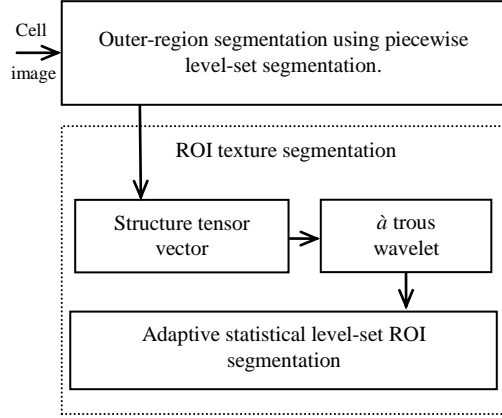 Cell
image
Outer-region segmentation using piecewise
level-set segmentation.
ROI texture segmentation
Structure tensor
vector
à trous
wavelet
Adaptive statistical level-set ROI
segmentation